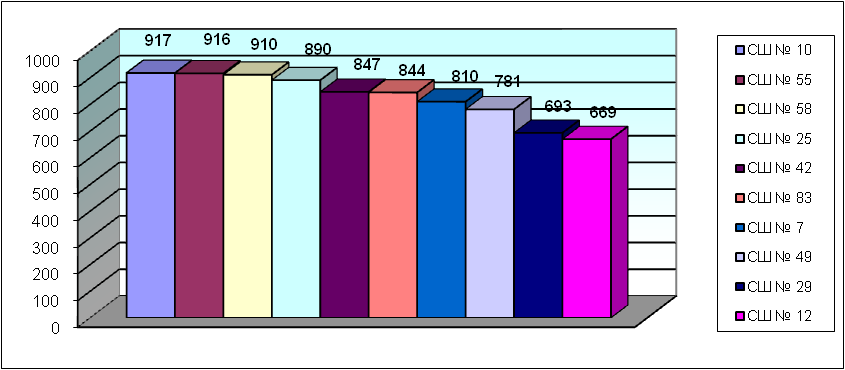 917 916 910 890 847 844 810 781 693 669
1000
900
800
700
600
500
400
300
200
100
0
СШ № 10
СШ № 55
СШ № 58
СШ № 25
СШ № 42
СШ № 83
СШ № 7
СШ № 49
СШ № 29
СШ № 12